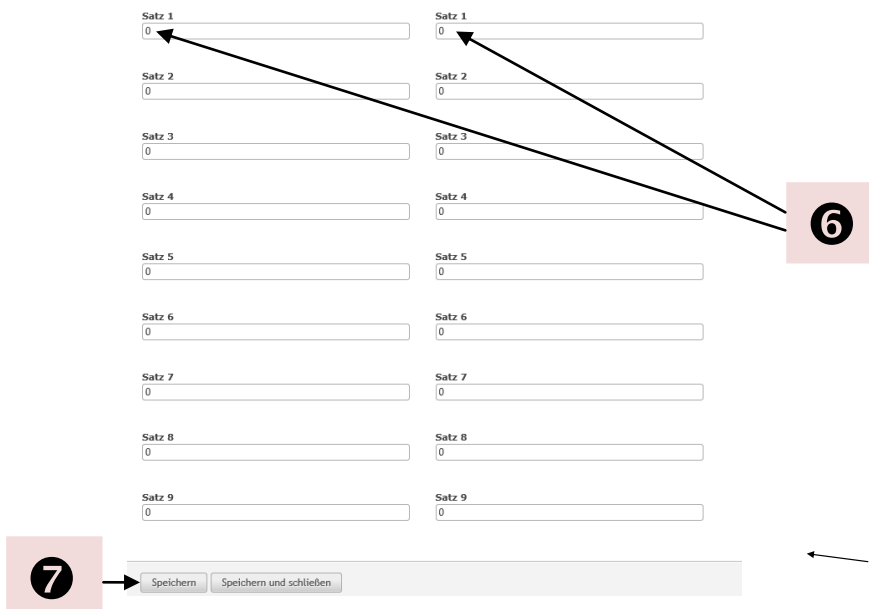 Satz 1 Satz 1
0 0
Satz 2 Satz 2
0 0
Satz 3 Satz 3
0 0
Satz 4 Satz 4
0 0
❻
Satz 5 Satz 5
0 0
Satz 6 Satz 6
0 0
Satz 7 Satz 7
0 0
Satz 8 Satz 8
0 0
Satz 9 Satz 9
0 0
❼ Speichern Speichern und schließen